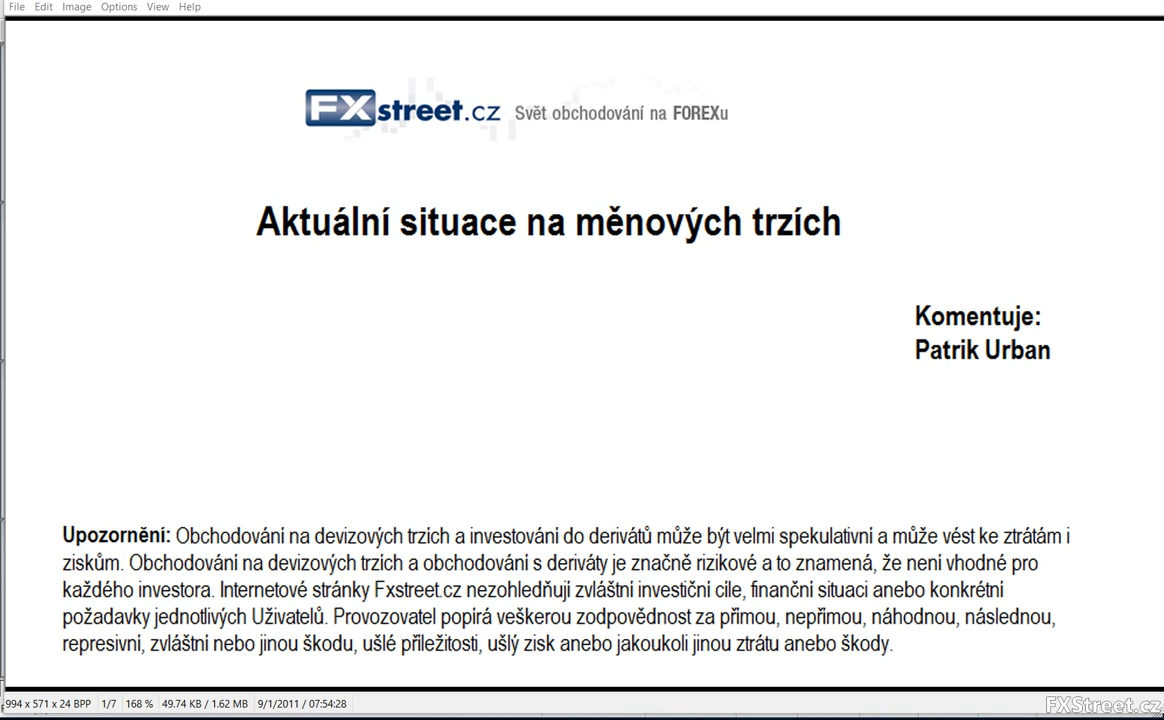 File Edit Image Options View Help
FXstreet.cz Svět obchodování na FOREXu
Aktuální situace na měnových trzích
Komentuje:
Patrik Urban
Upozornění: Obchodování na devizových trzích a investování do derivátů může být velmi spekulativní a může vést ke ztrátám i
ziskům. Obchodování na devizových trzích a obchodování s deriváty je značně rizikové a to znamená, že není vhodné pro
každého investora. Internetové stránky Fxstreet.cz nezohledňují zvláštní investiční cíle, finanční situaci anebo konkrétní
požadavky jednotlivých Uživatelů. Provozovatel popírá veškerou zodpovědnost za přímou, nepřímou, náhodnou, následnou,
represivní, zvláštní nebo jinou škodu, ušlé příležitosti, ušlý zisk anebo jakoukoli jinou ztrátu anebo škody.
994 x 571 x 24 BPP 1/7 168 % 49.74 KB / 1.62 MB 9/1/2011 / 07:54:28
FXStreet.cz